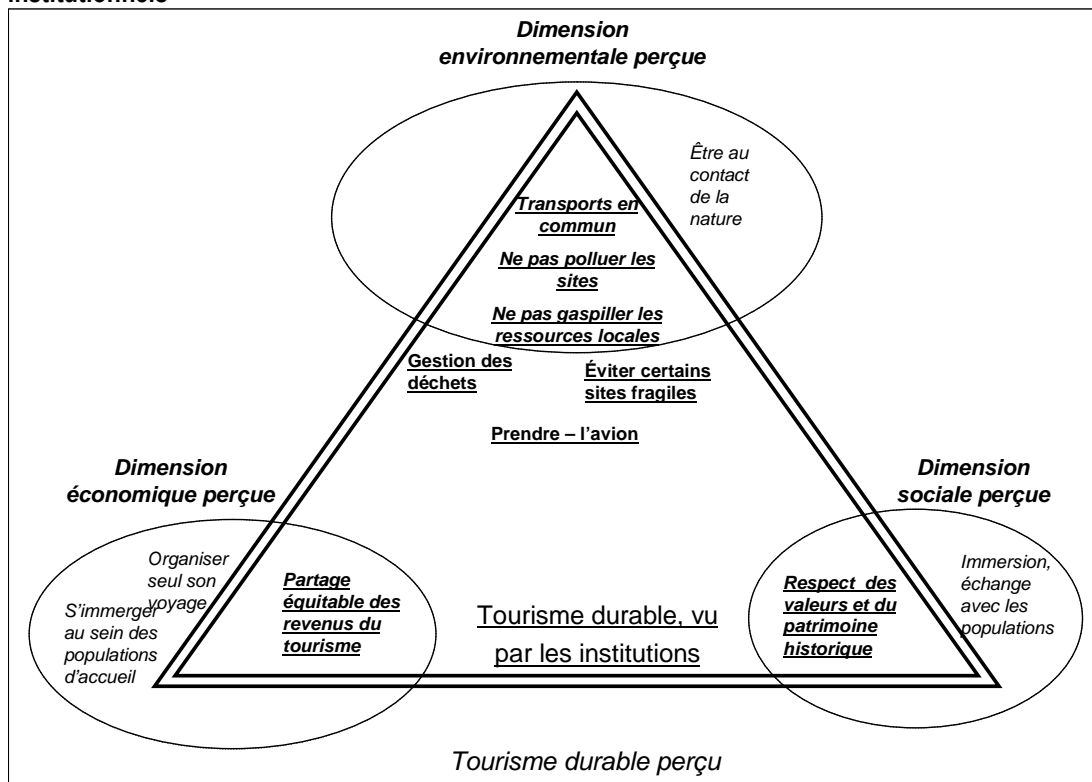 Dimension
environnementale perçue
Être au
contact
de la
nature
Transports en
commun
Ne pas polluer les
sites
Ne pas gaspiller les
ressources locales
Gestion des
déchets
Éviter certains
sites fragiles
Prendre – l’avion
Dimension
économique perçue
Dimension
sociale perçue
Organiser
seul son
voyage
S’immerger
au sein des
populations
d’accueil
Partage
équitable des
revenus du
tourisme
Tourisme durable, vu
par les institutions
Respect des
valeurs et du
patrimoine
historique
Immersion,
échange
avec les
populations
Tourisme durable perçu